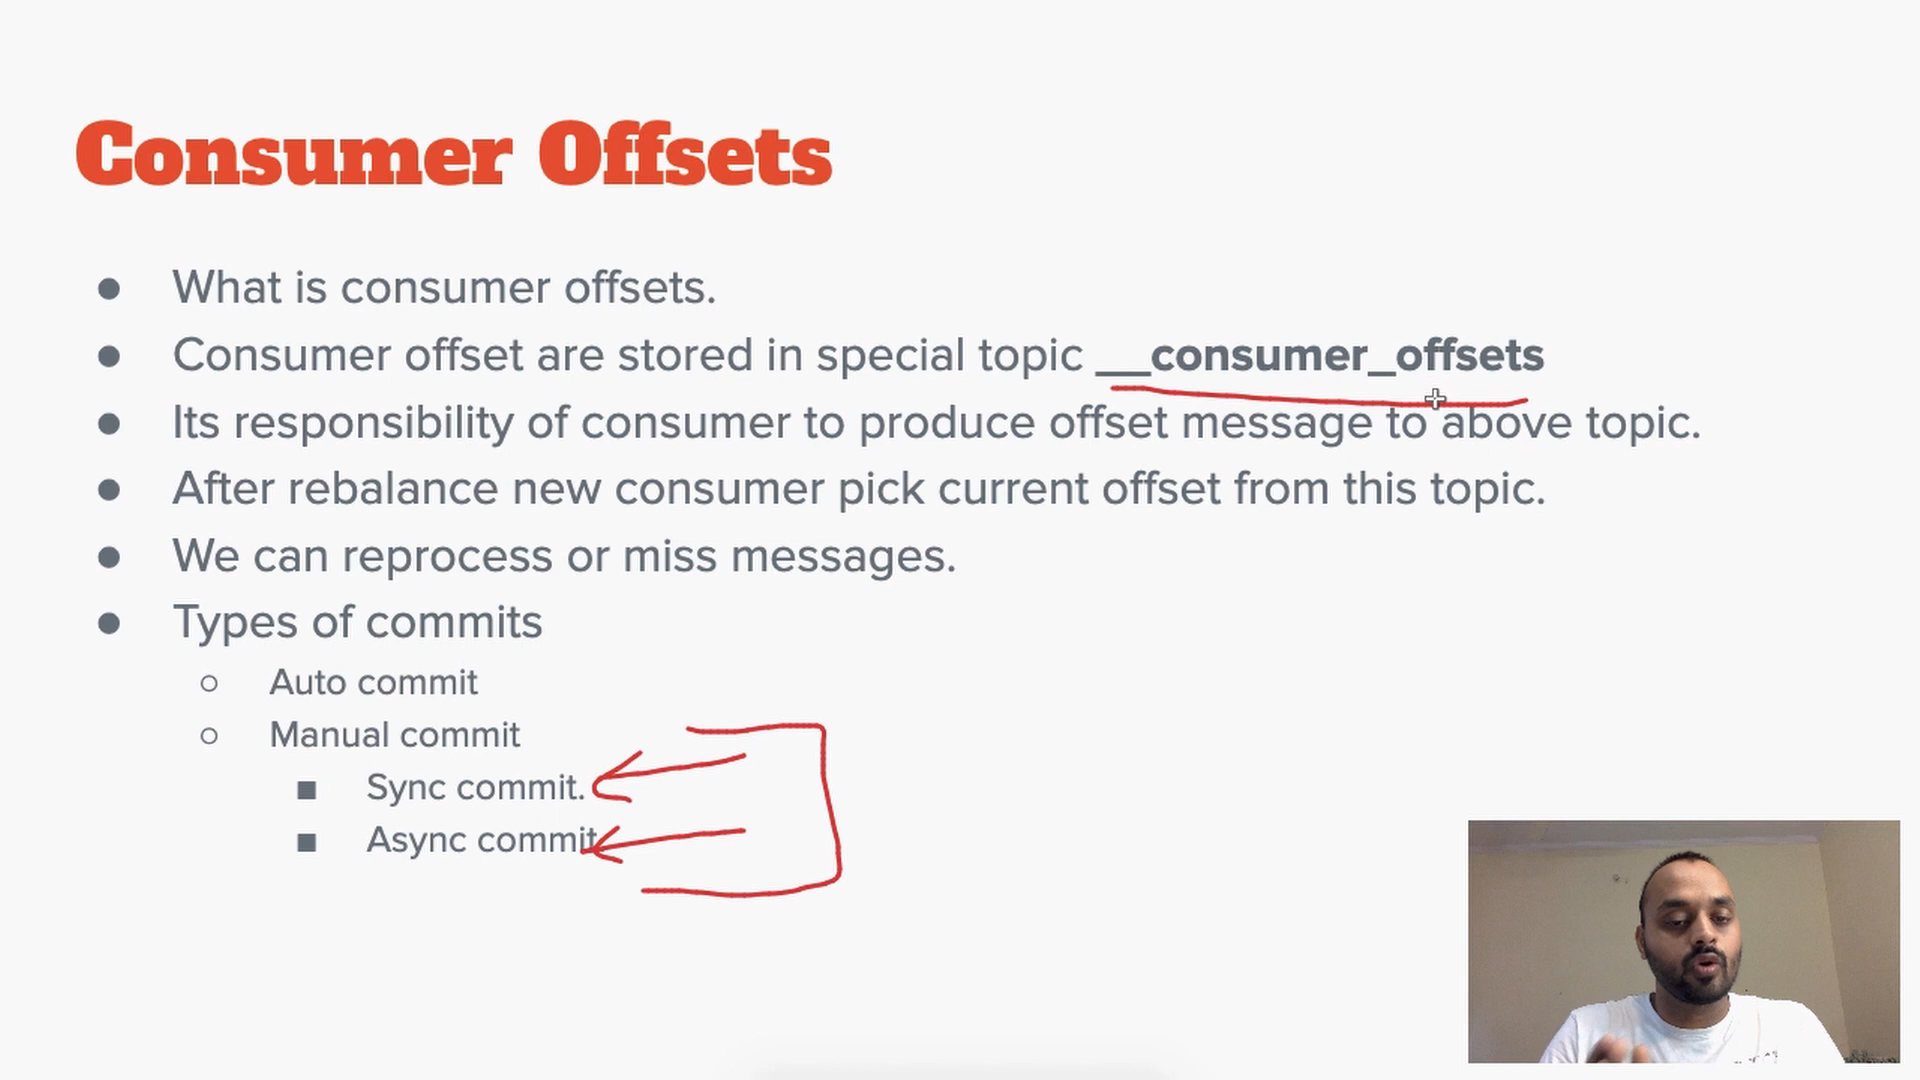 Consumer Offsets
What is consumer offsets.
Consumer offset are stored in special topic __consumer_offsets
Its responsibility of consumer to produce offset message to above topic.
After rebalance new consumer pick current offset from this topic.
We can reprocess or miss messages.
Types of commits
Auto commit
Manual commit
Sync commit.
Async commit